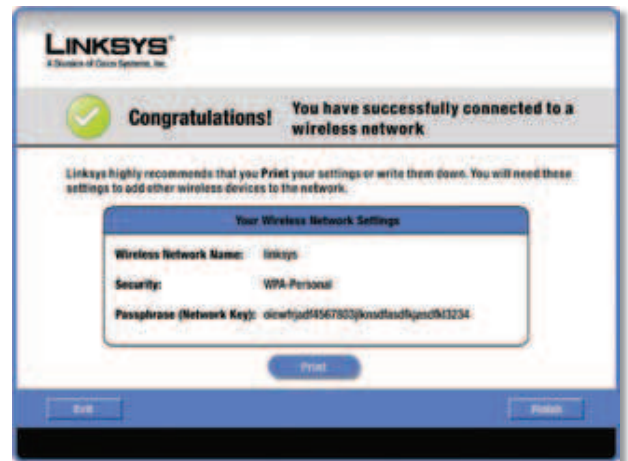 LINKSYS®
A Division of Cisco Systems, Inc.
Congratulations!
You have successfully connected to a
wireless network
Linksys highly recommends that you Print your settings or write them down. You will need these
settings to add other wireless devices to the network.
Your Wireless Network Settings
Wireless Network Name: linksys
Security: WPA-Personal
Passphrase (Network Key):
Print
Exit
Finish